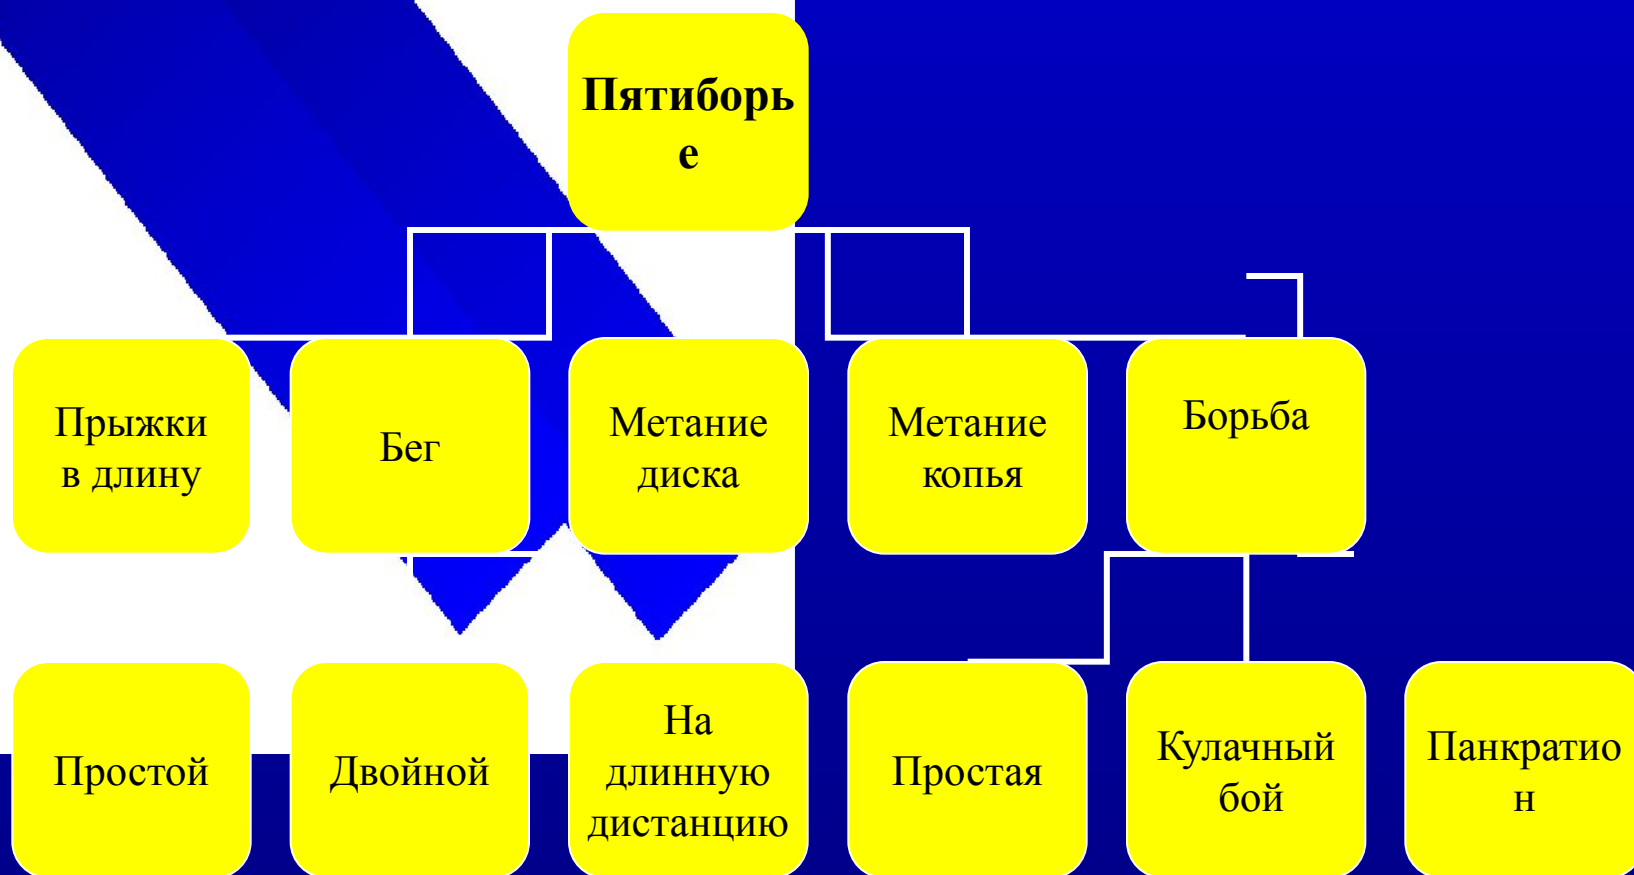 Пятиборь
е
Прыжки
в длину
Бег
Метание
диска
Метание
копья
Борьба
Простой
Двойной
На
длинную
дистанцию
Простая
Кулачный
бой
Панкратио
н